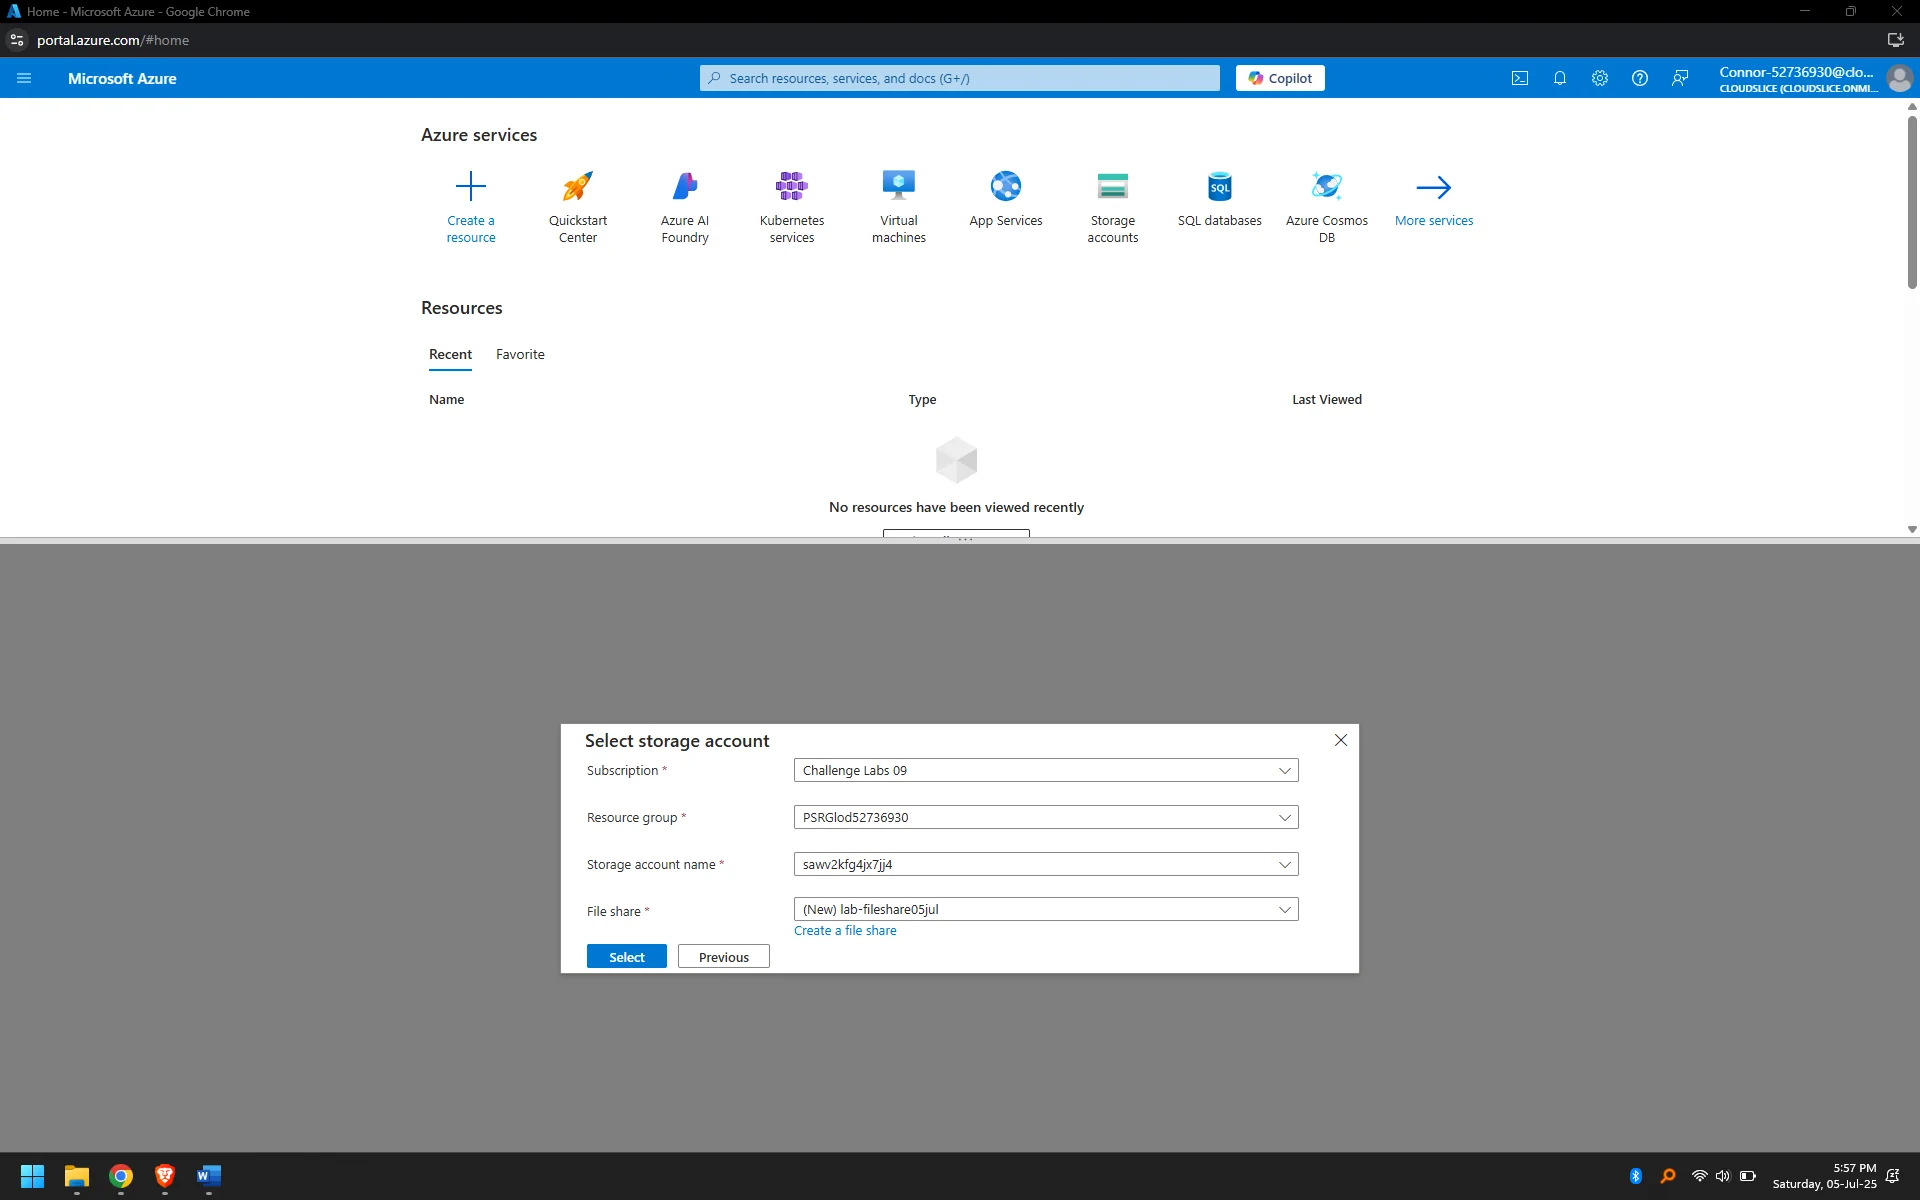 Home - Microsoft Azure - Google Chrome
portal.azure.com/#home
Microsoft Azure
Search resources, services, and docs (G+/)
Copilot
Connor-52736930@clo...
CLOUDSLICE (CLOUDSLICE.ONMI...
Azure services
Create a resource
Quickstart Center
Azure AI Foundry
Kubernetes services
Virtual machines
App Services
Storage accounts
SQL
SQL databases
Azure Cosmos DB
More services
Resources
Recent Favorite
Name Type Last Viewed
No resources have been viewed recently
Select storage account
Subscription * Challenge Labs 09
Resource group * PSRGlod52736930
Storage account name * sawv2kfg4jx7jj4
File share * (New) lab-fileshare05jul
Create a file share
Select Previous
W
5:57 PM
Saturday, 05-Jul-25